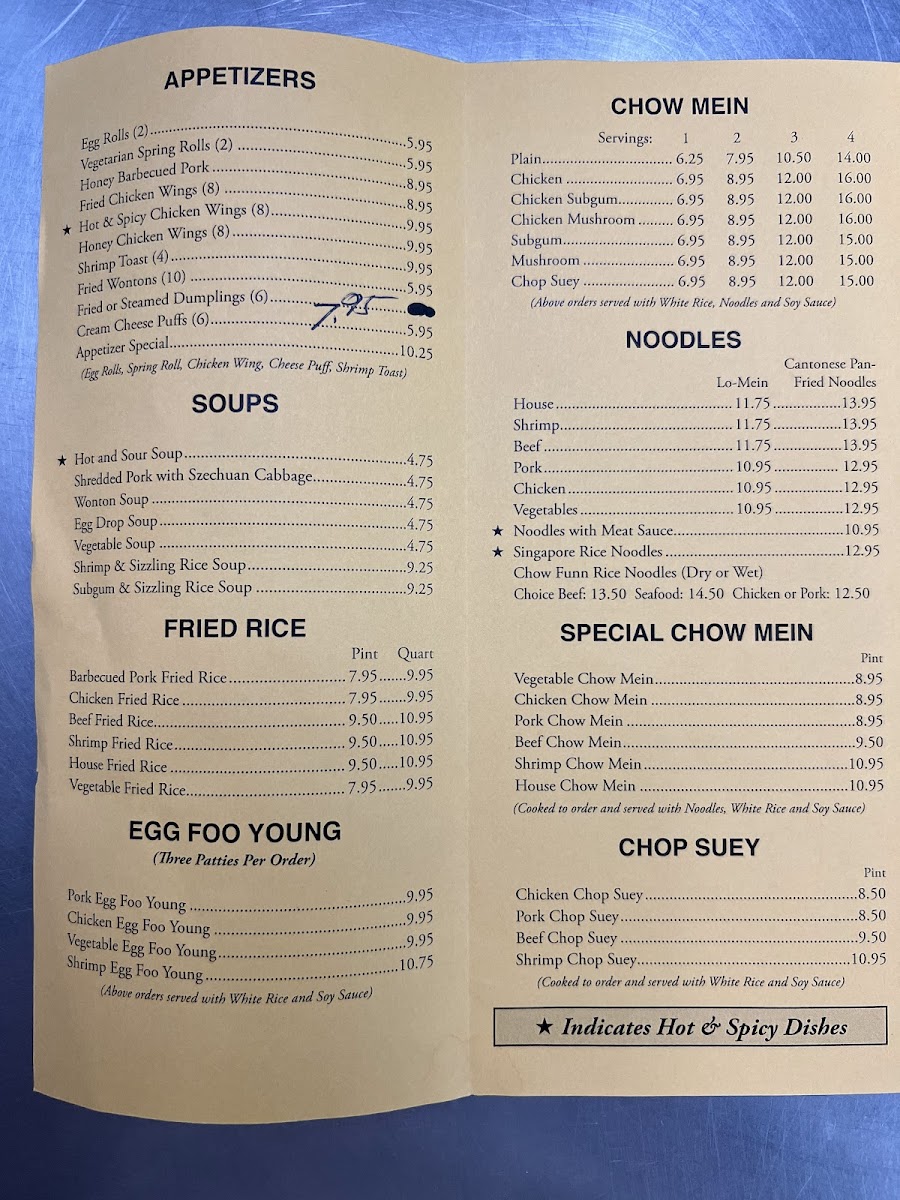 APPETIZERS
Egg Rolls (2)....................5.95
Vegetarian Spring Rolls (2)....................5.95
Honey Barbecued Pork....................8.95
Fried Chicken Wings (8)....................8.95
★ Hot & Spicy Chicken Wings (8)....................9.95
Honey Chicken Wings (8)....................9.95
Shrimp Toast (4)....................9.95
Fried Wontons (10)....................5.95
Fried or Steamed Dumplings (6)....................7.95
Cream Cheese Puffs (6)....................5.95
Appetizer Special....................10.25
(Egg Rolls, Spring Roll, Chicken Wing, Cheese Puff, Shrimp Toast)
SOUPS
★ Hot and Sour Soup....................4.75
Shredded Pork with Szechuan Cabbage....................4.75
Wonton Soup....................4.75
Egg Drop Soup....................4.75
Vegetable Soup....................4.75
Shrimp & Sizzling Rice Soup....................9.25
Subgum & Sizzling Rice Soup....................9.25
FRIED RICE
Pint Quart
Barbecued Pork Fried Rice....................7.95......9.95
Chicken Fried Rice....................7.95......9.95
Beef Fried Rice....................9.50.....10.95
Shrimp Fried Rice....................9.50.....10.95
House Fried Rice....................9.50.....10.95
Vegetable Fried Rice....................7.95......9.95
EGG FOO YOUNG
(Three Patties Per Order)
Pork Egg Foo Young....................9.95
Chicken Egg Foo Young....................9.95
Vegetable Egg Foo Young....................9.95
Shrimp Egg Foo Young....................10.75
(Above orders served with White Rice and Soy Sauce)
CHOW MEIN
Servings: 1 2 3 4
Plain.................... 6.25 7.95 10.50 14.00
Chicken.................... 6.95 8.95 12.00 16.00
Chicken Subgum.................... 6.95 8.95 12.00 16.00
Chicken Mushroom.................... 6.95 8.95 12.00 16.00
Subgum.................... 6.95 8.95 12.00 15.00
Mushroom.................... 6.95 8.95 12.00 15.00
Chop Suey.................... 6.95 8.95 12.00 15.00
(Above orders served with White Rice, Noodles and Soy Sauce)
NOODLES
Cantonese Pan-
Lo-Mein Fried Noodles
House....................11.75.................13.95
Shrimp....................11.75.................13.95
Beef....................11.75.................13.95
Pork....................10.95................. 12.95
Chicken....................10.95.................12.95
Vegetables....................10.95.................12.95
★ Noodles with Meat Sauce....................10.95
★ Singapore Rice Noodles....................12.95
Chow Funn Rice Noodles (Dry or Wet)
Choice Beef: 13.50 Seafood: 14.50 Chicken or Pork: 12.50
SPECIAL CHOW MEIN
Pint
Vegetable Chow Mein....................8.95
Chicken Chow Mein....................8.95
Pork Chow Mein....................8.95
Beef Chow Mein....................9.50
Shrimp Chow Mein....................10.95
House Chow Mein....................10.95
(Cooked to order and served with Noodles, White Rice and Soy Sauce)
CHOP SUEY
Pint
Chicken Chop Suey....................8.50
Pork Chop Suey....................8.50
Beef Chop Suey....................9.50
Shrimp Chop Suey....................10.95
(Cooked to order and served with White Rice and Soy Sauce)
★ Indicates Hot & Spicy Dishes